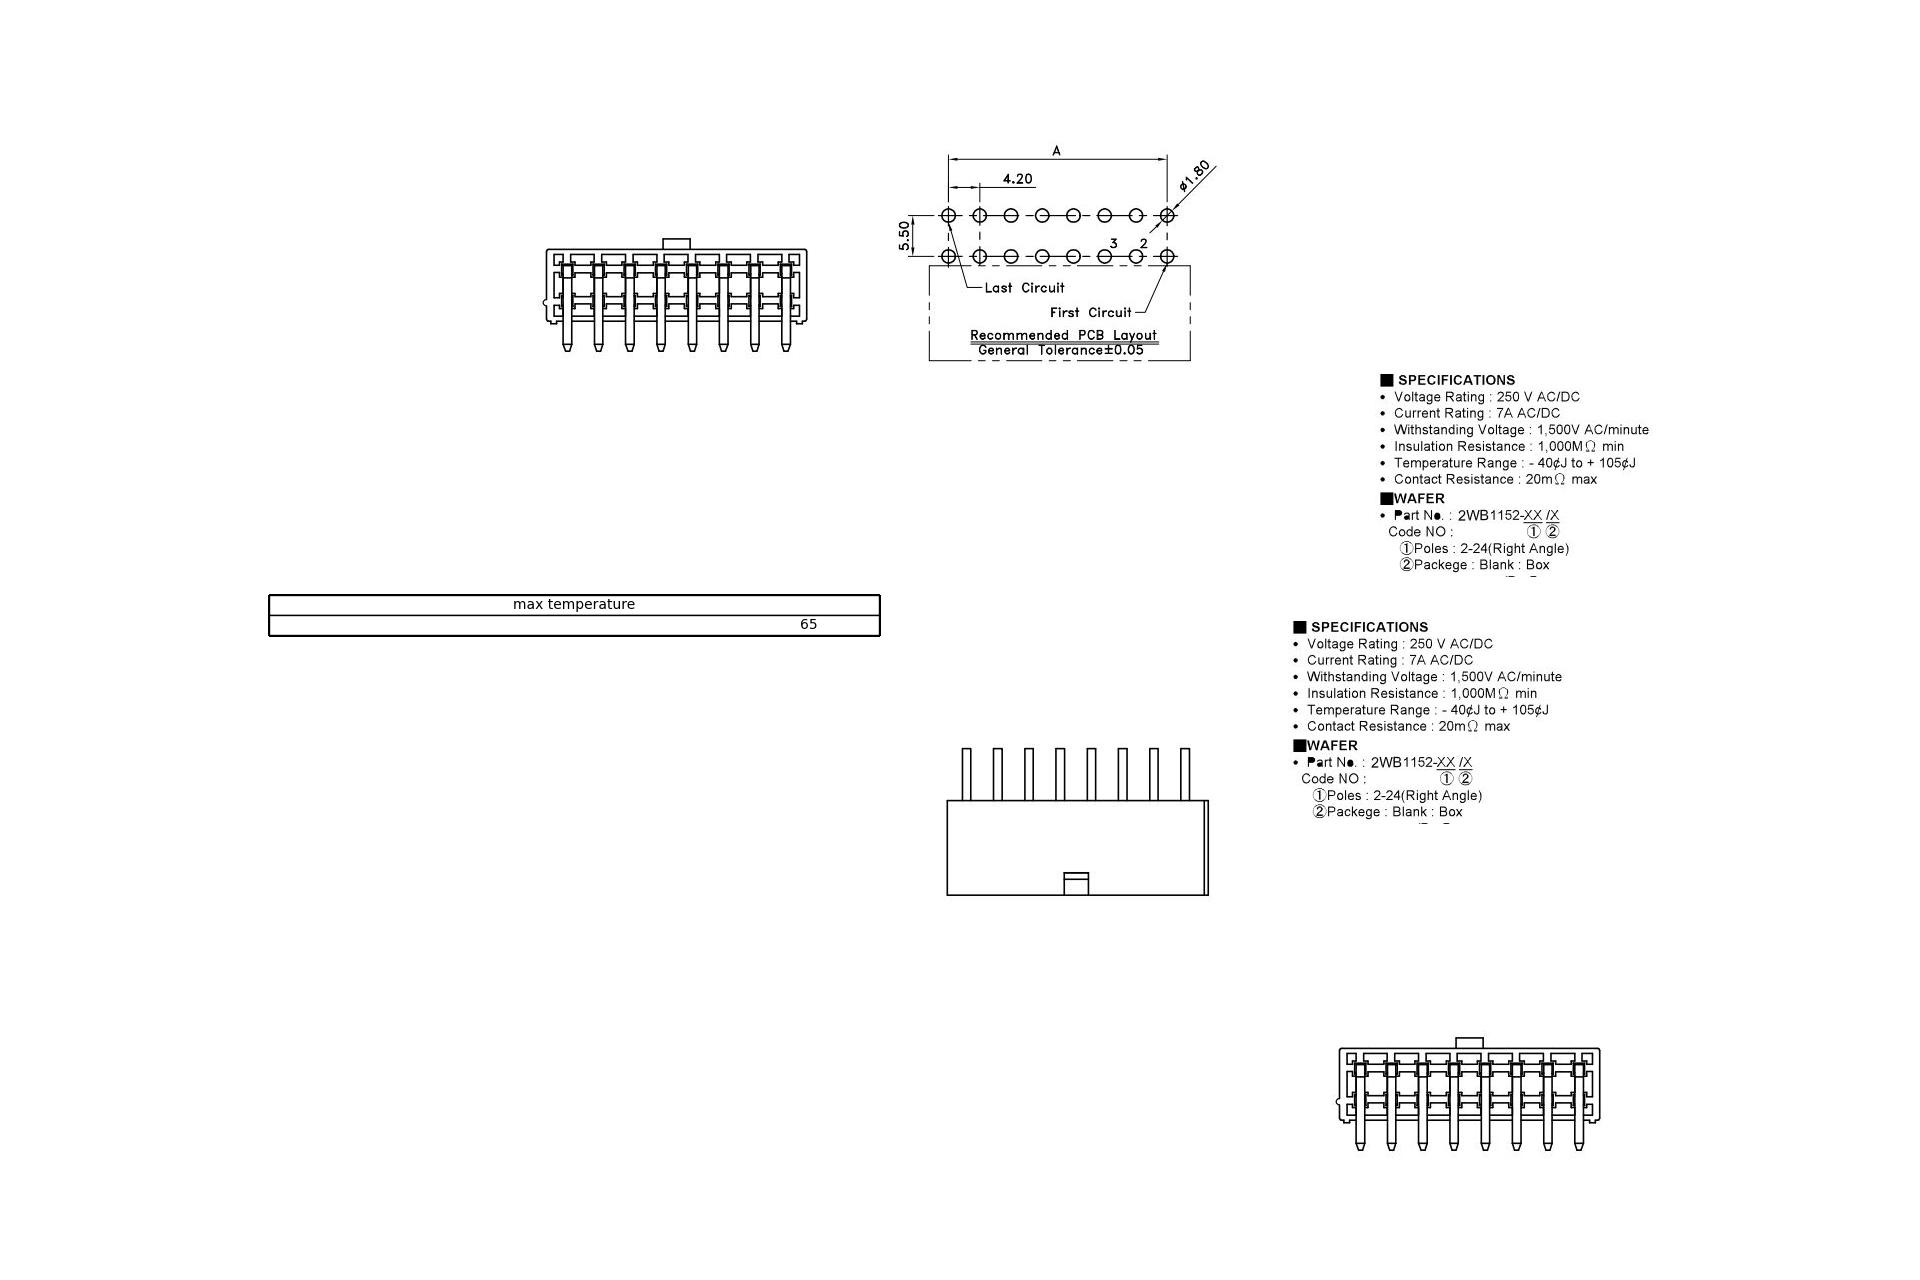 A
4.20
ø1.80
5.50
3 2
Last Circuit
First Circuit
Recommended PCB Layout
General Tolerance±0.05
■ SPECIFICATIONS
• Voltage Rating : 250 V AC/DC
• Current Rating : 7A AC/DC
• Withstanding Voltage : 1,500V AC/minute
• Insulation Resistance : 1,000MΩ min
• Temperature Range : - 40¢J to + 105¢J
• Contact Resistance : 20mΩ max
■WAFER
• Part No. : 2WB1152-XX /X
Code NO : ① ②
①Poles : 2-24(Right Angle)
②Packege : Blank : Box
max temperature
65
■ SPECIFICATIONS
• Voltage Rating : 250 V AC/DC
• Current Rating : 7A AC/DC
• Withstanding Voltage : 1,500V AC/minute
• Insulation Resistance : 1,000MΩ min
• Temperature Range : - 40¢J to + 105¢J
• Contact Resistance : 20mΩ max
■WAFER
• Part No. : 2WB1152-XX /X
Code NO : ① ②
①Poles : 2-24(Right Angle)
②Packege : Blank : Box